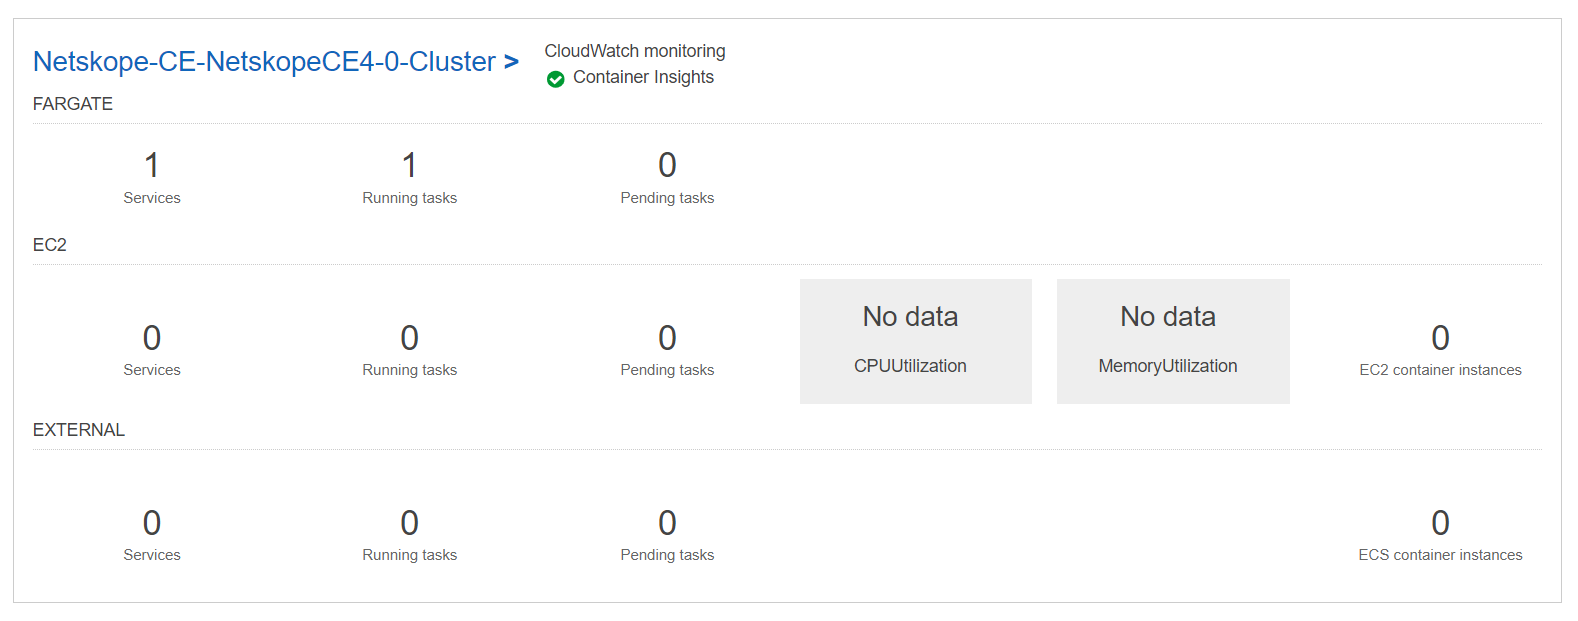 Netskope-CE-NetskopeCE4-0-Cluster >
CloudWatch monitoring
Container Insights
FARGATE
1 1 0
Services Running tasks Pending tasks
EC2
No data No data
0 0 0 0
CPUUtilization MemoryUtilization
Services Running tasks Pending tasks EC2 container instances
EXTERNAL
0 0 0 0
Services Running tasks Pending tasks ECS container instances